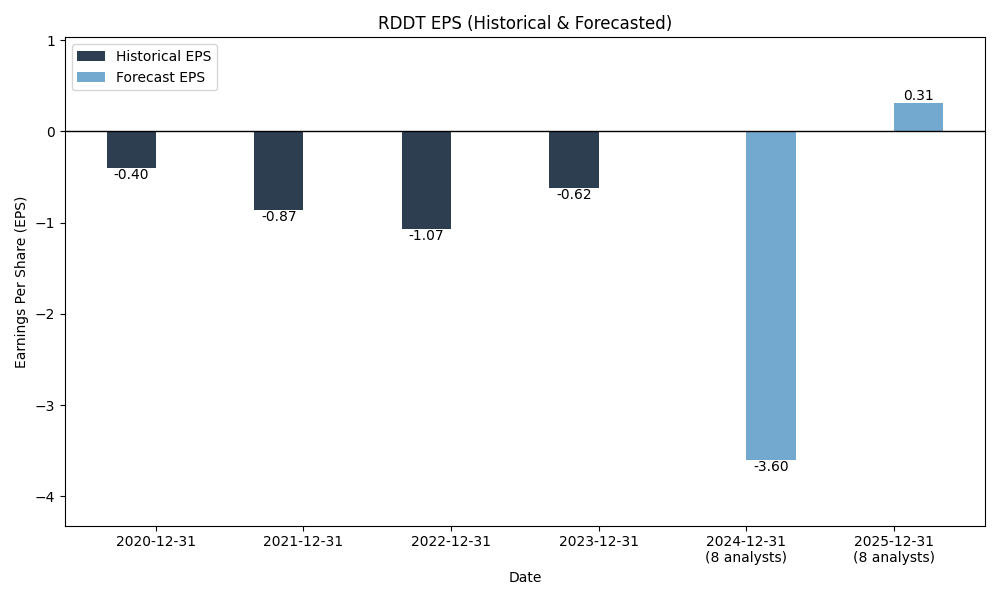 RDDT EPS (Historical & Forecasted)
Historical EPS
Forecast EPS
Earnings Per Share (EPS)
1
0
−1
−2
−3
−4
-0.40
-0.87
-1.07
-0.62
-3.60
0.31
2020-12-31
2021-12-31
2022-12-31
2023-12-31
2024-12-31
(8 analysts)
2025-12-31
(8 analysts)
Date